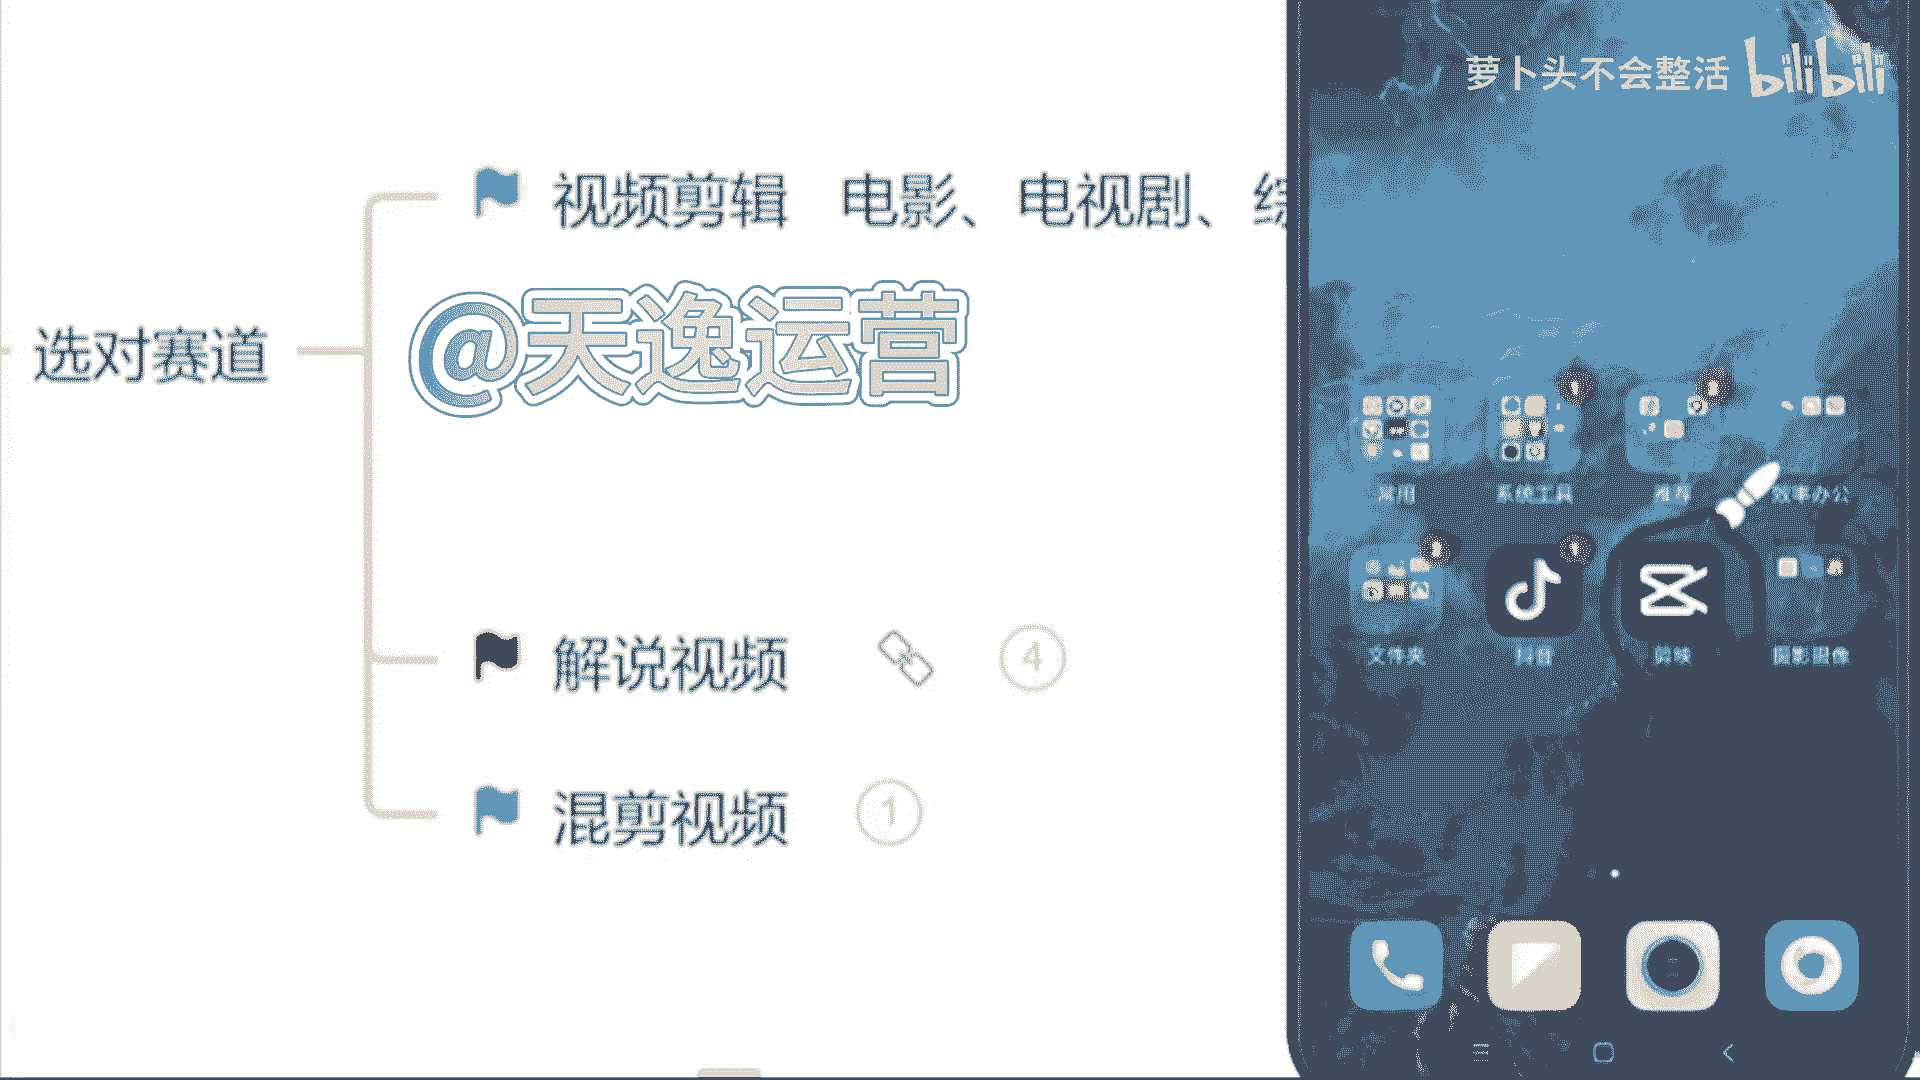 萝卜头不会整活 bilibili
视频剪辑 电影、电视剧、综
@天逸运营
选对赛道
解说视频 4
混剪视频 1
常用 系统工具 推荐 效率办公
文件夹 抖音 剪映 摄影摄像